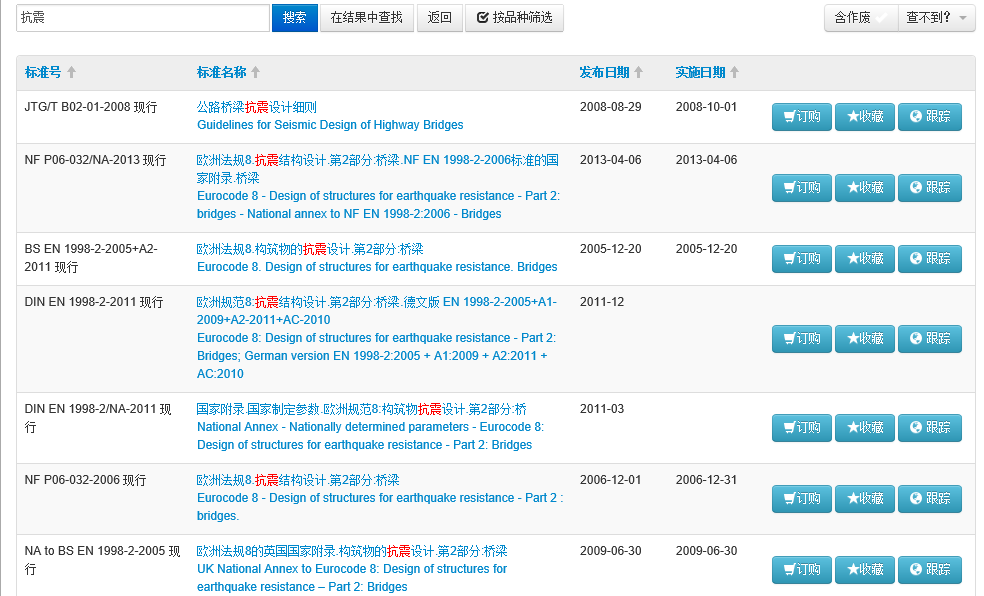 抗震 搜索 在结果中查找 返回 按品种筛选 含作废 查不到?
标准号 标准名称 发布日期 实施日期
JTG/T B02-01-2008 现行 公路桥梁抗震设计细则 2008-08-29 2008-10-01
Guidelines for Seismic Design of Highway Bridges
订购 收藏 跟踪
NF P06-032/NA-2013 现行 欧洲法规8.抗震结构设计.第2部分:桥梁.NF EN 1998-2-2006标准的国 2013-04-06 2013-04-06
家附录.桥梁
订购 收藏 跟踪
Eurocode 8 - Design of structures for earthquake resistance - Part 2:
bridges - National annex to NF EN 1998-2:2006 - Bridges
BS EN 1998-2-2005+A2- 欧洲法规8.构筑物的抗震设计.第2部分:桥梁 2005-12-20 2005-12-20
2011 现行 Eurocode 8. Design of structures for earthquake resistance. Bridges
订购 收藏 跟踪
DIN EN 1998-2-2011 现行 欧洲规范8:抗震结构设计.第2部分:桥梁.德文版 EN 1998-2-2005+A1- 2011-12
2009+A2-2011+AC-2010
Eurocode 8: Design of structures for earthquake resistance - Part 2:
订购 收藏 跟踪
Bridges; German version EN 1998-2:2005 + A1:2009 + A2:2011 +
AC:2010
DIN EN 1998-2/NA-2011 现 国家附录.国家制定参数.欧洲规范8:构筑物抗震设计.第2部分:桥 2011-03
行 National Annex - Nationally determined parameters - Eurocode 8:
订购 收藏 跟踪
Design of structures for earthquake resistance - Part 2: Bridges
NF P06-032-2006 现行 欧洲法规8.抗震结构设计.第2部分:桥梁 2006-12-01 2006-12-31
Eurocode 8 - Design of structures for earthquake resistance - Part 2 :
订购 收藏 跟踪
bridges.
NA to BS EN 1998-2-2005 现 欧洲法规8的英国国家附录.构筑物的抗震设计.第2部分:桥梁 2009-06-30 2009-06-30
行 UK National Annex to Eurocode 8: Design of structures for
订购 收藏 跟踪
earthquake resistance – Part 2: Bridges